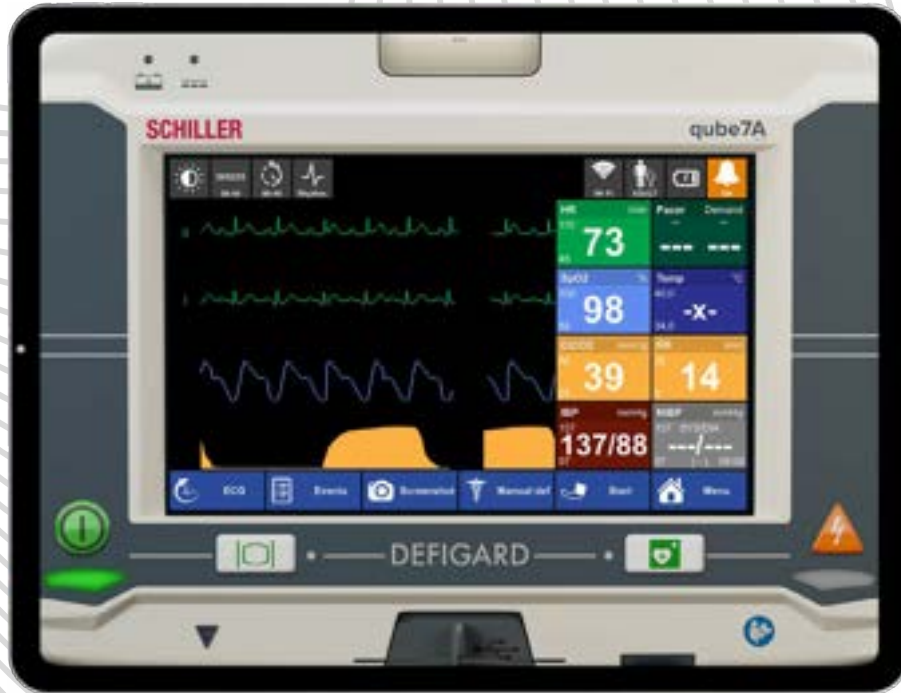 SCHILLER
qube7A
HR
Pacer Demand
73
--- ---
SpO2 %
Temp °C
98
-x-
39
14
IBP mmHg
NIBP mmHg
137/88
---/---
ECG
Events
Screenshot
Manual def
Start
Menu
DEFIGARD